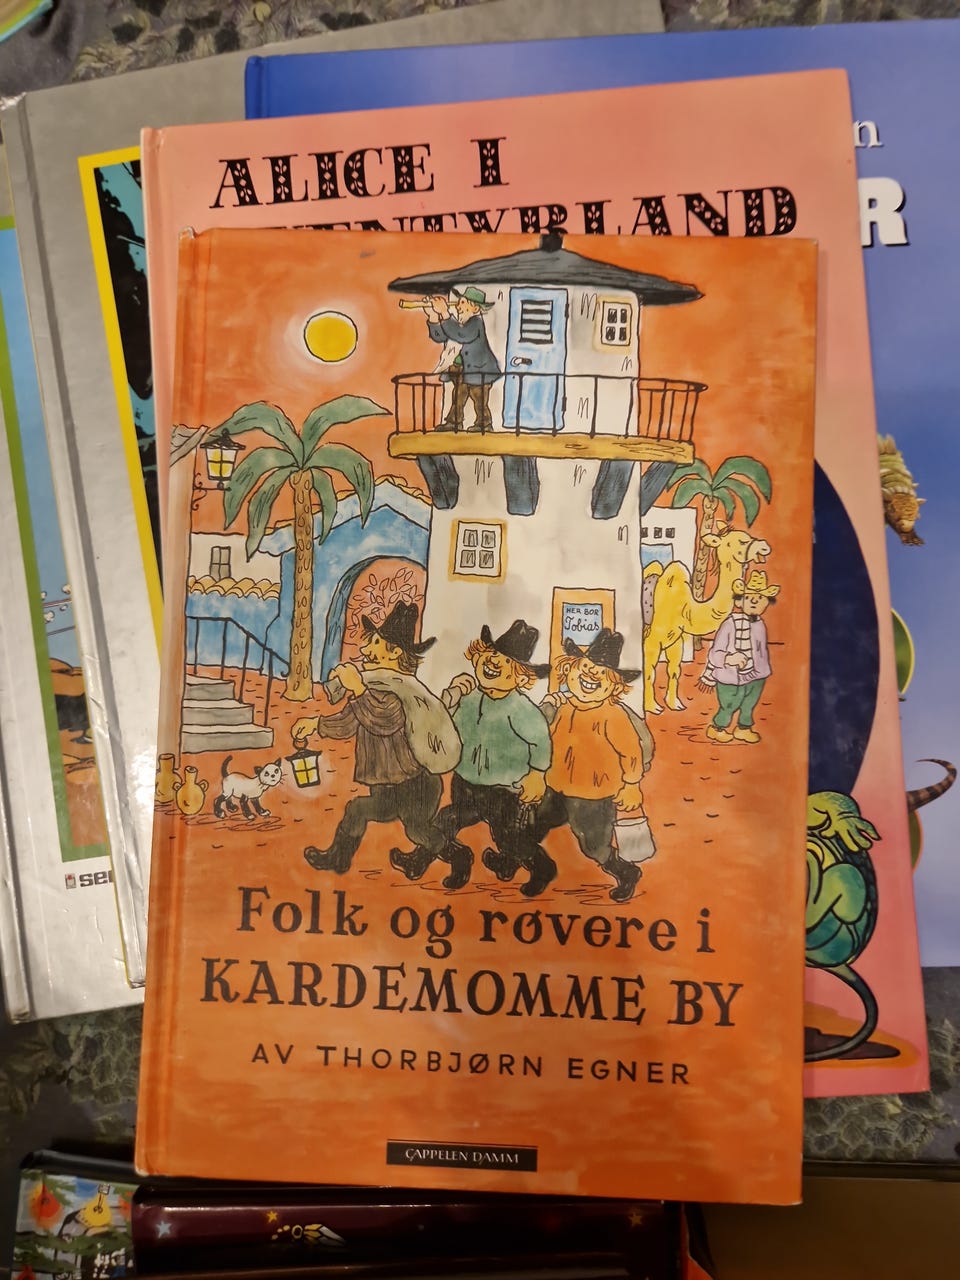 ALICE I
HER BOR
Tobias
Folk og røvere i
KARDEMOMME BY
AV THORBJØRN EGNER
CAPPELEN DAMM